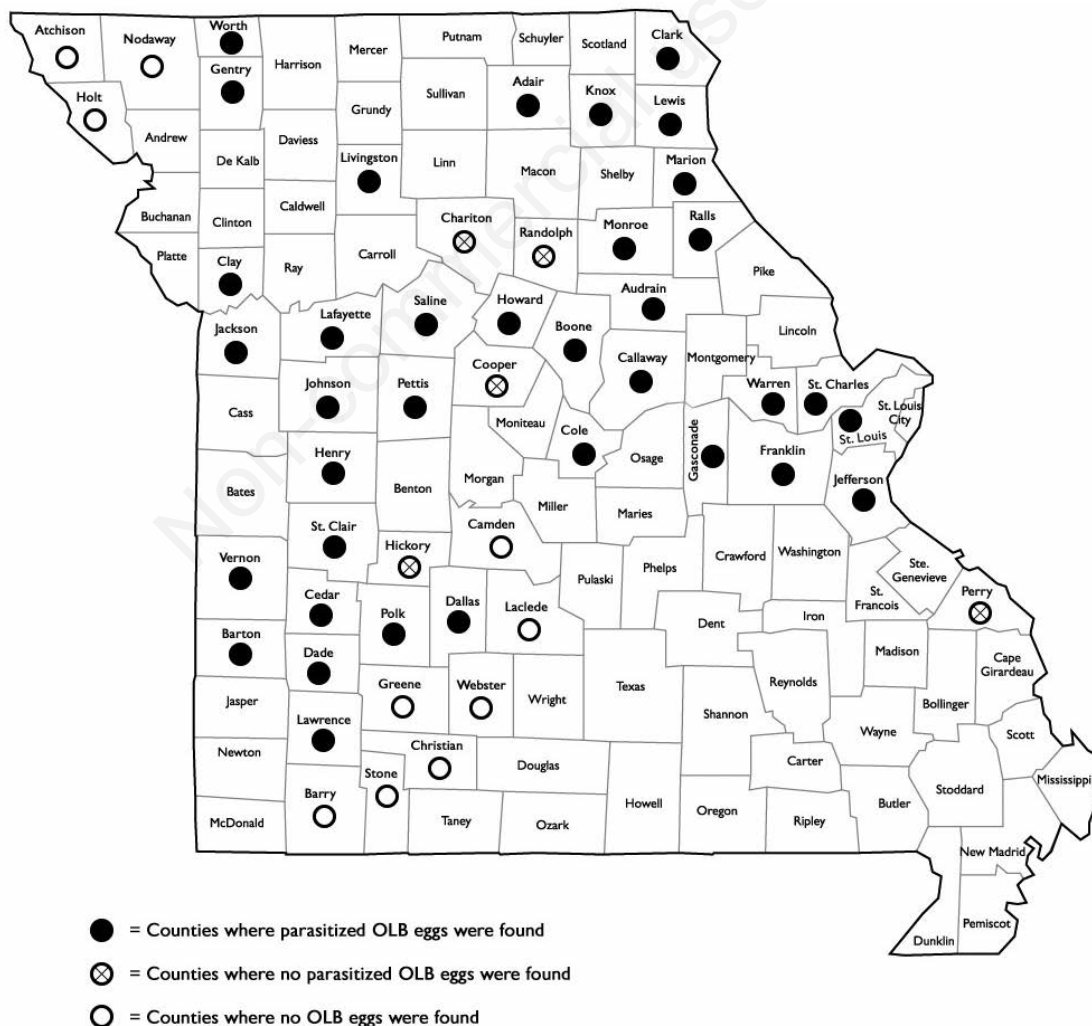 Atchison
Nodaway
Worth
Harrison
Mercer
Putnam
Schuyler
Scotland
Clark
Gentry
Holt
Sullivan
Adair
Knox
Lewis
Grundy
Andrew
De Kalb
Daviess
Livingston
Linn
Macon
Shelby
Marion
Buchanan
Clinton
Caldwell
Chariton
Randolph
Monroe
Ralls
Platte
Clay
Ray
Carroll
Pike
Audrain
Saline
Howard
Jackson
Lafayette
Boone
Lincoln
Callaway
Montgomery
Cooper
Johnson
Pettis
Warren
St. Charles
Cass
Moniteau
St. Louis
City
St. Louis
Cole
Gasconade
Franklin
Henry
Osage
Morgan
Benton
Jefferson
Bates
Miller
Maries
St. Clair
Camden
Hickory
Vernon
Pulaski
Phelps
Crawford
Washington
Ste.
Genevieve
St.
Francois
Perry
Cedar
Polk
Dallas
Laclede
Dent
Iron
Barton
Dade
Madison
Cape
Girardeau
Greene
Webster
Wright
Texas
Reynolds
Jasper
Shannon
Bollinger
Lawrence
Wayne
Scott
Newton
Christian
Douglas
Carter
Stone
Mississippi
Barry
Stoddard
McDonald
Taney
Ozark
Howell
Oregon
Ripley
Butler
New Madrid
Pemiscot
Dunklin
= Counties where parasitized OLB eggs were found
= Counties where no parasitized OLB eggs were found
= Counties where no OLB eggs were found
Non-commercial use